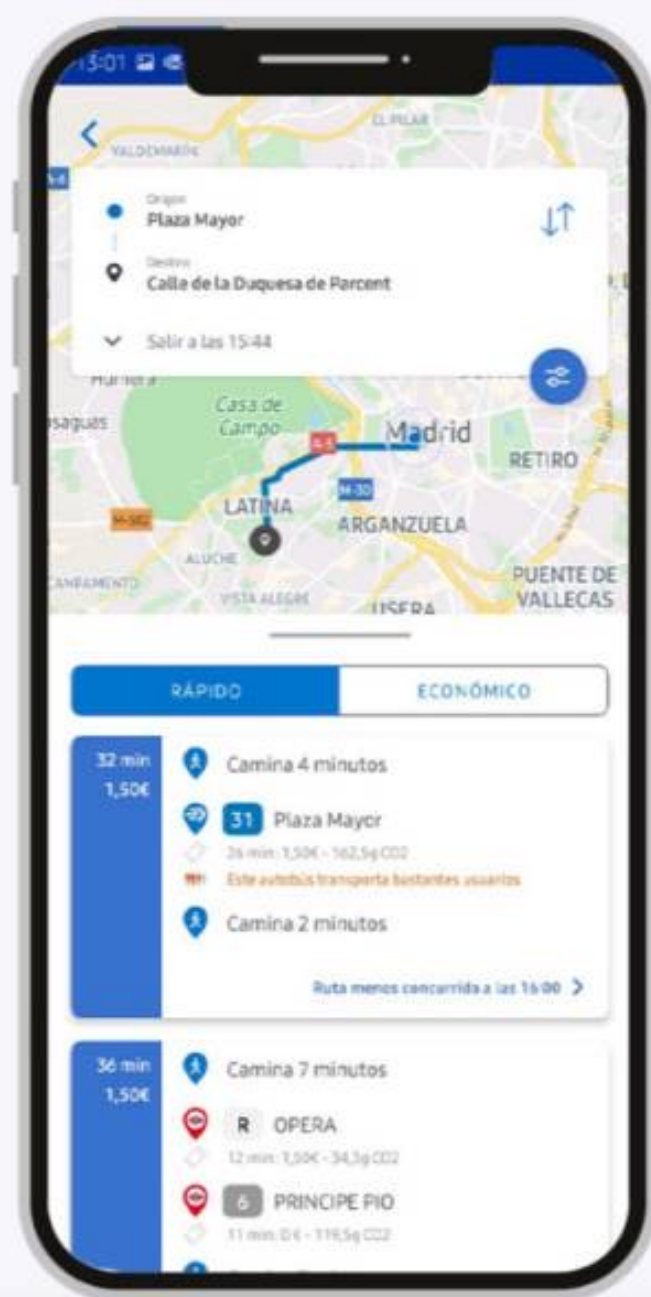 13:01
EL PILAR
VALDEMARÍN
Origen
Plaza Mayor
Destino
Calle de la Duquesa de Parcent
Salir a las 15:44
Húmera
Casa de
Campo
Madrid
A-5
RETIRO
LATINA
M-30
M-502
ARGANZUELA
ALUCHE
CAMPAMENTO
VISTA ALEGRE
USERA
PUENTE DE
VALLECAS
RÁPIDO
ECONÓMICO
32 min
1,50€
Camina 4 minutos
31 Plaza Mayor
26 min: 1,50€ - 162,5g CO2
Este autobús transporta bastantes usuarios
Camina 2 minutos
Ruta menos concurrida a las 16:00
36 min
1,50€
Camina 7 minutos
R OPERA
12 min: 1,50€ - 34,5g CO2
6 PRINCIPE PIO
11 min: 0 € - 119,5g CO2